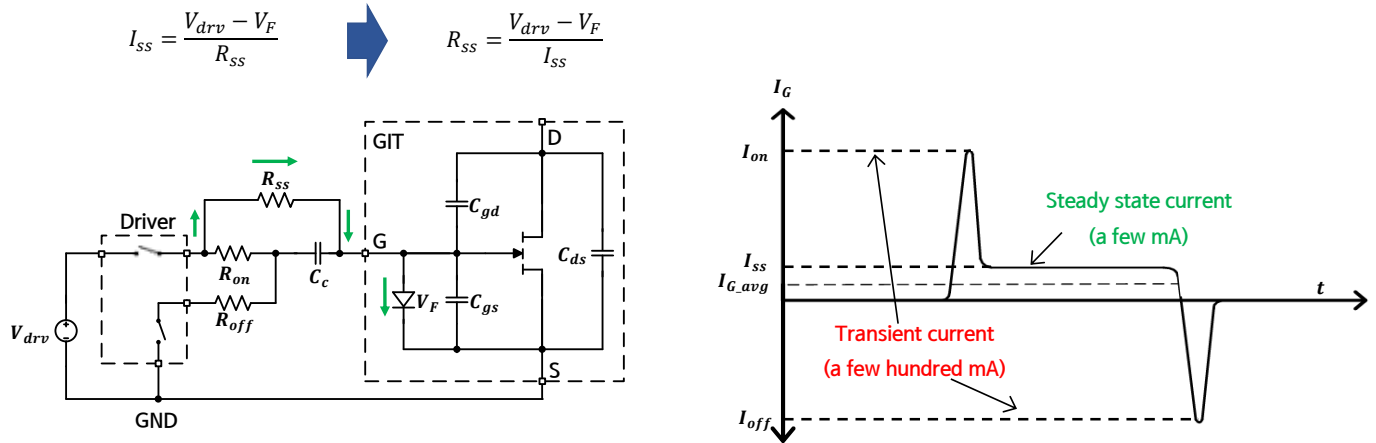 I_ss = (V_drv − V_F) / R_ss
R_ss = (V_drv − V_F) / I_ss
GIT
D
R_ss
C_gd
Driver
G
R_on
C_c
C_ds
V_F
C_gs
R_off
V_drv
S
GND
I_G
I_on
Steady state current
(a few mA)
I_ss
I_G_avg
t
Transient current
(a few hundred mA)
I_off